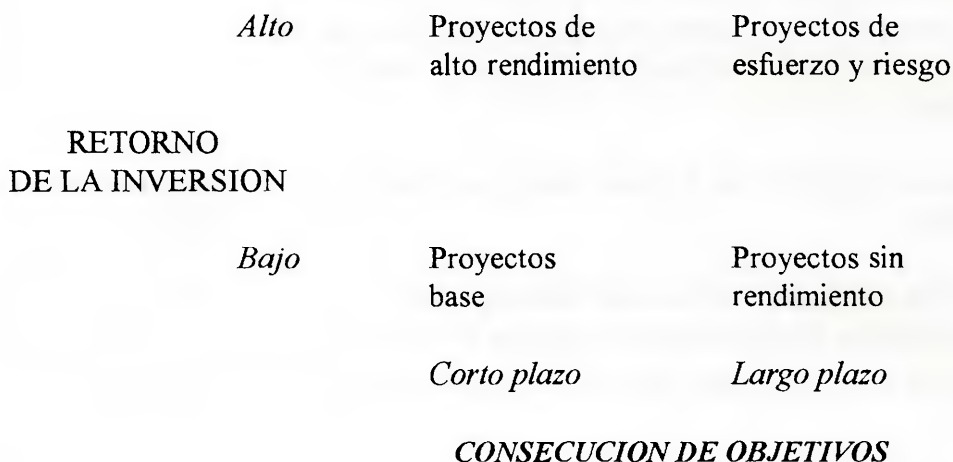 Alto Proyectos de Proyectos de
alto rendimiento esfuerzo y riesgo
RETORNO
DE LA INVERSION
Bajo Proyectos Proyectos sin
base rendimiento
Corto plazo Largo plazo
CONSECUCION DE OBJETIVOS